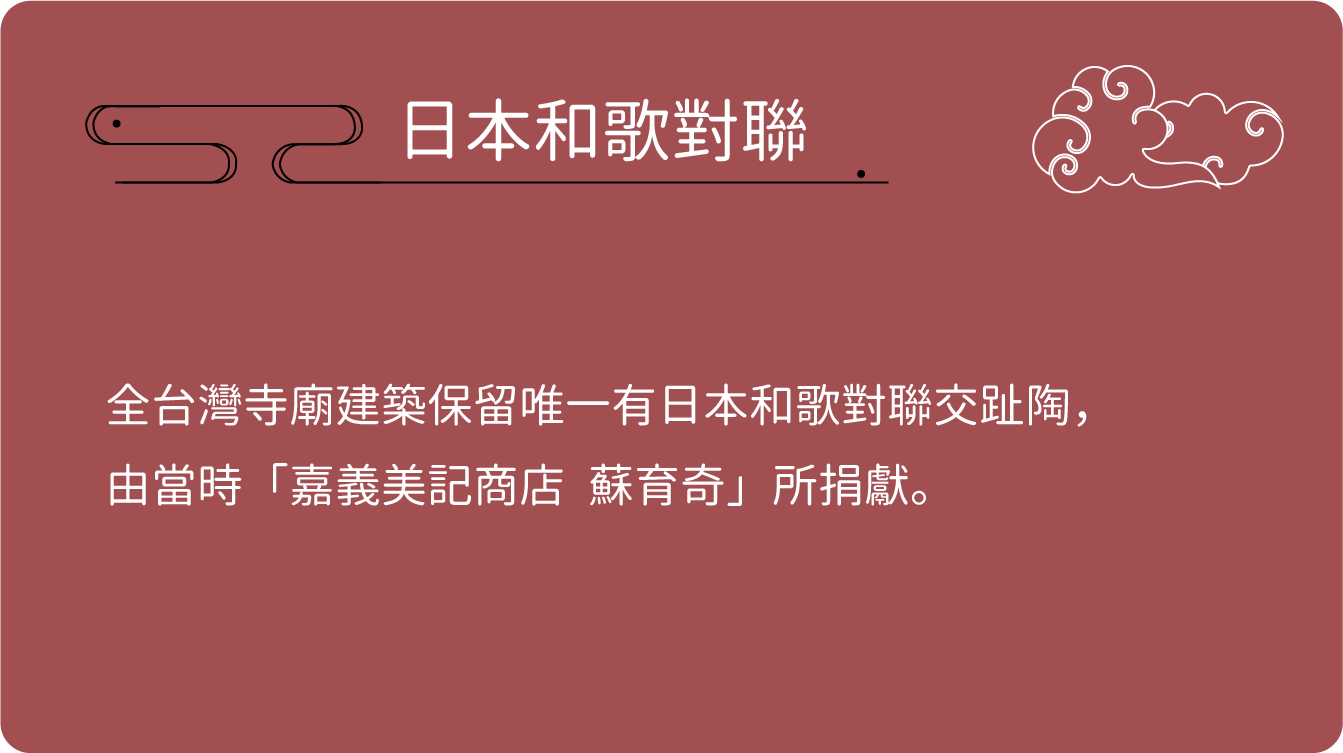 日本和歌對聯
全台灣寺廟建築保留唯一有日本和歌對聯交趾陶，
由當時「嘉義美記商店 蘇育奇」所捐獻。